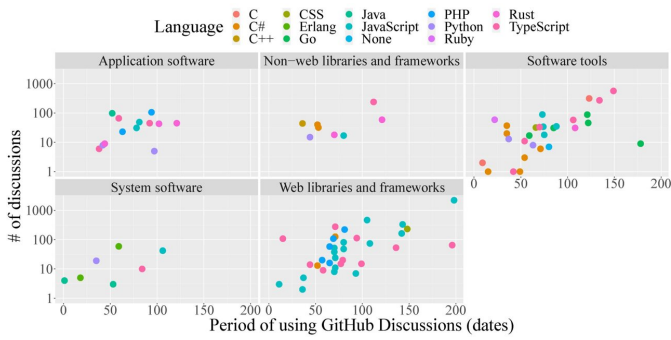 Language C CSS Java PHP Rust
C# Erlang JavaScript Python TypeScript
C++ Go None Ruby
Application software Non−web libraries and frameworks Software tools
1000
100
10
1
System software Web libraries and frameworks
1000
100
10
1
# of discussions
0 50 100 150 200 0 50 100 150 200 0 50 100 150 200
Period of using GitHub Discussions (dates)